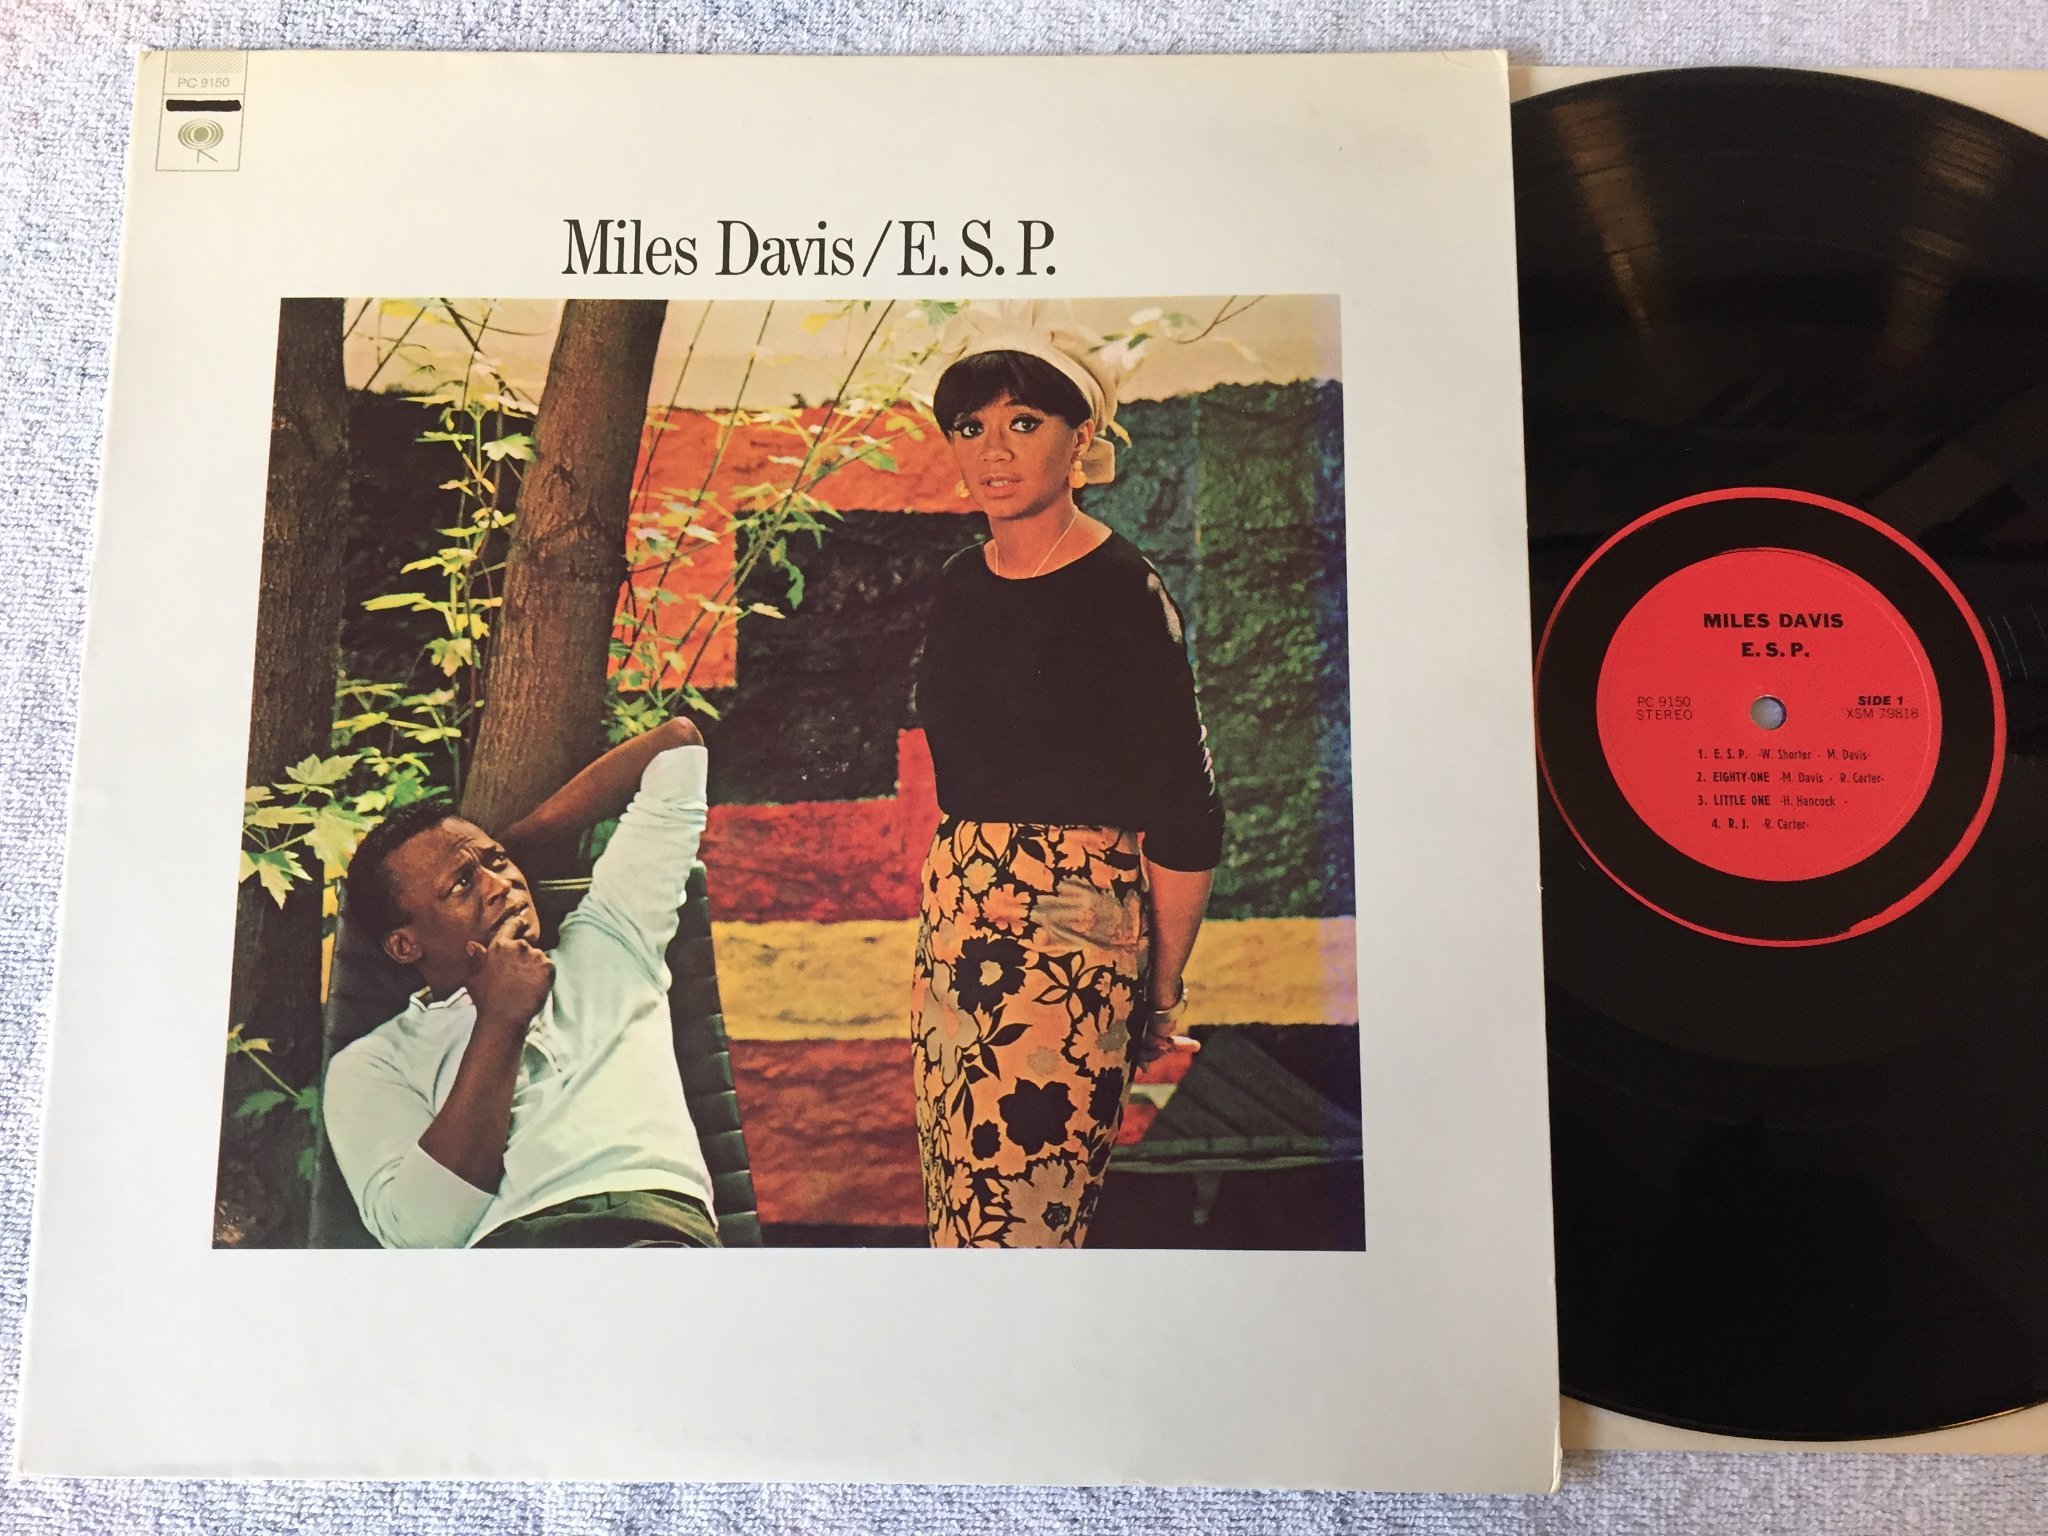 PC 9150
Miles Davis/E.S.P.
MILES DAVIS
E. S. P.
PC 9150
STEREO
SIDE 1
XSM 79818
1. E. S. P. -W. Shorter - M. Davis-
2. EIGHTY-ONE -M. Davis - R. Carter-
3. LITTLE ONE -H. Hancock -
4. R. J. -R. Carter-